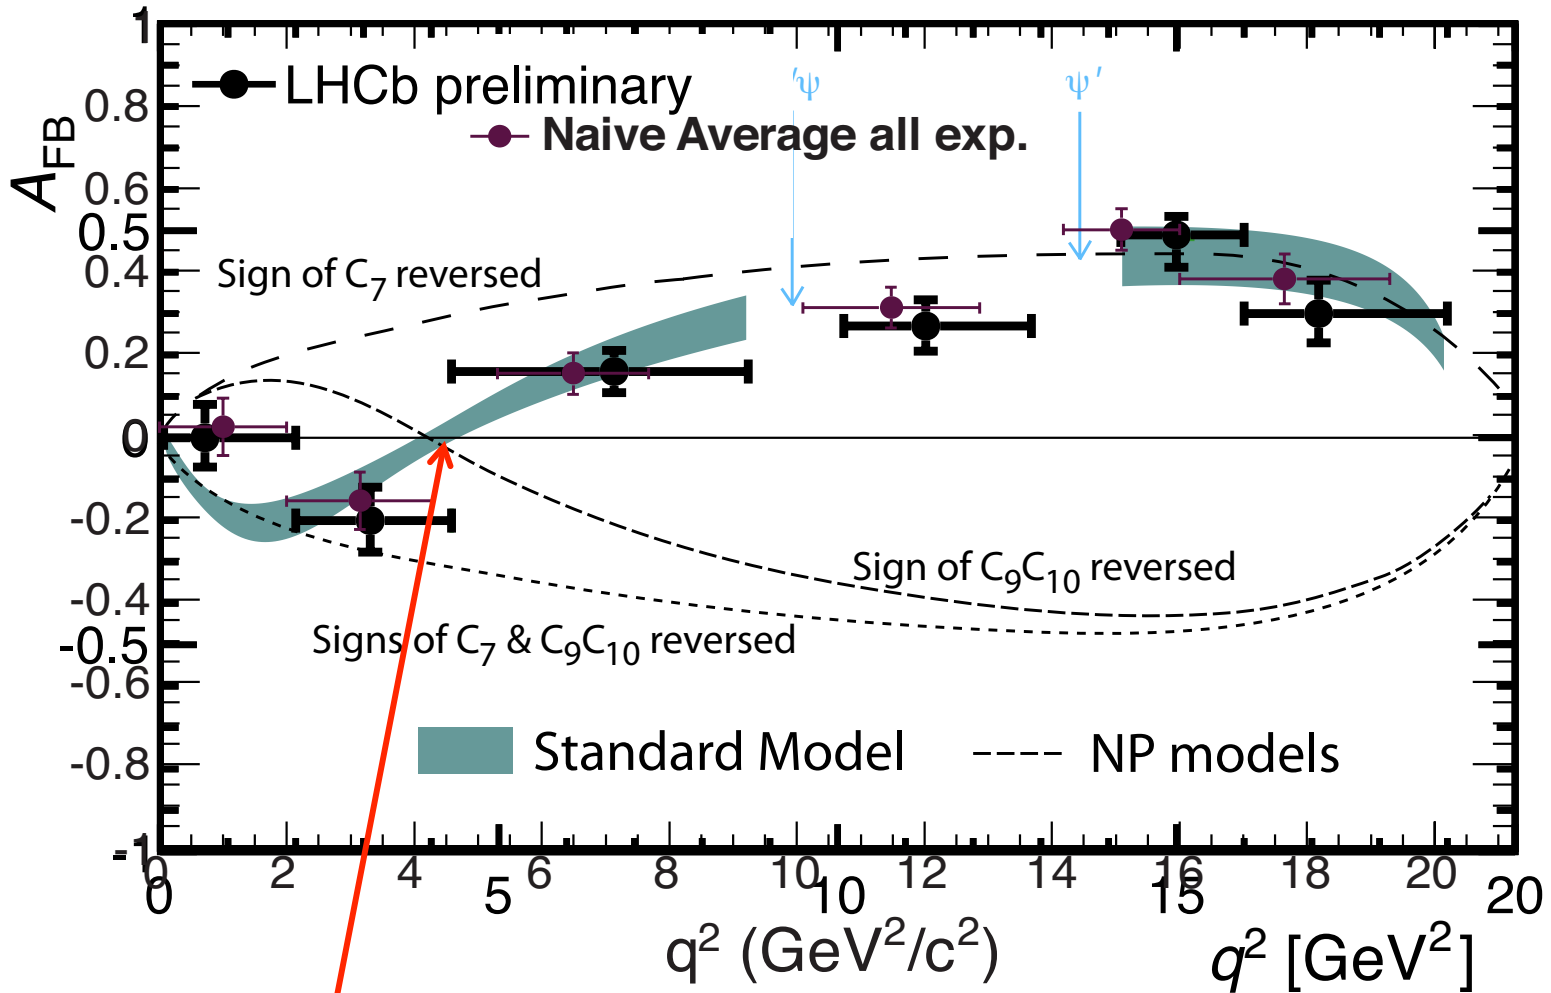 1
LHCb preliminary
'ψ
ψ'
0.8
Naive Average all exp.
A_FB
0.6
0.5
0.4
Sign of C₇ reversed
0.2
0
-0.2
Sign of C₉C₁₀ reversed
-0.4
Signs of C₇ & C₉C₁₀ reversed
-0.5
-0.6
Standard Model
NP models
-0.8
-1
0 2 4 6 8 10 12 14 16 18 20
0 5 10 15 20
q² (GeV²/c²)
q² [GeV²]